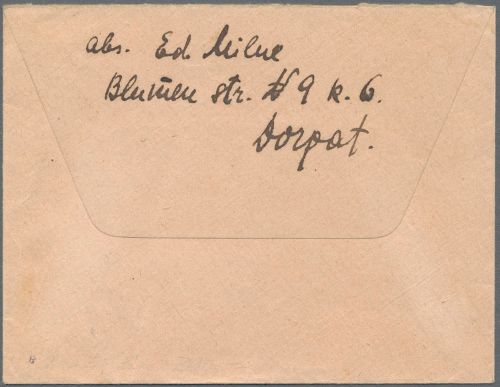 abs. Ed. Milne
Blumen str. № 9 k. 6.
Dorpat.